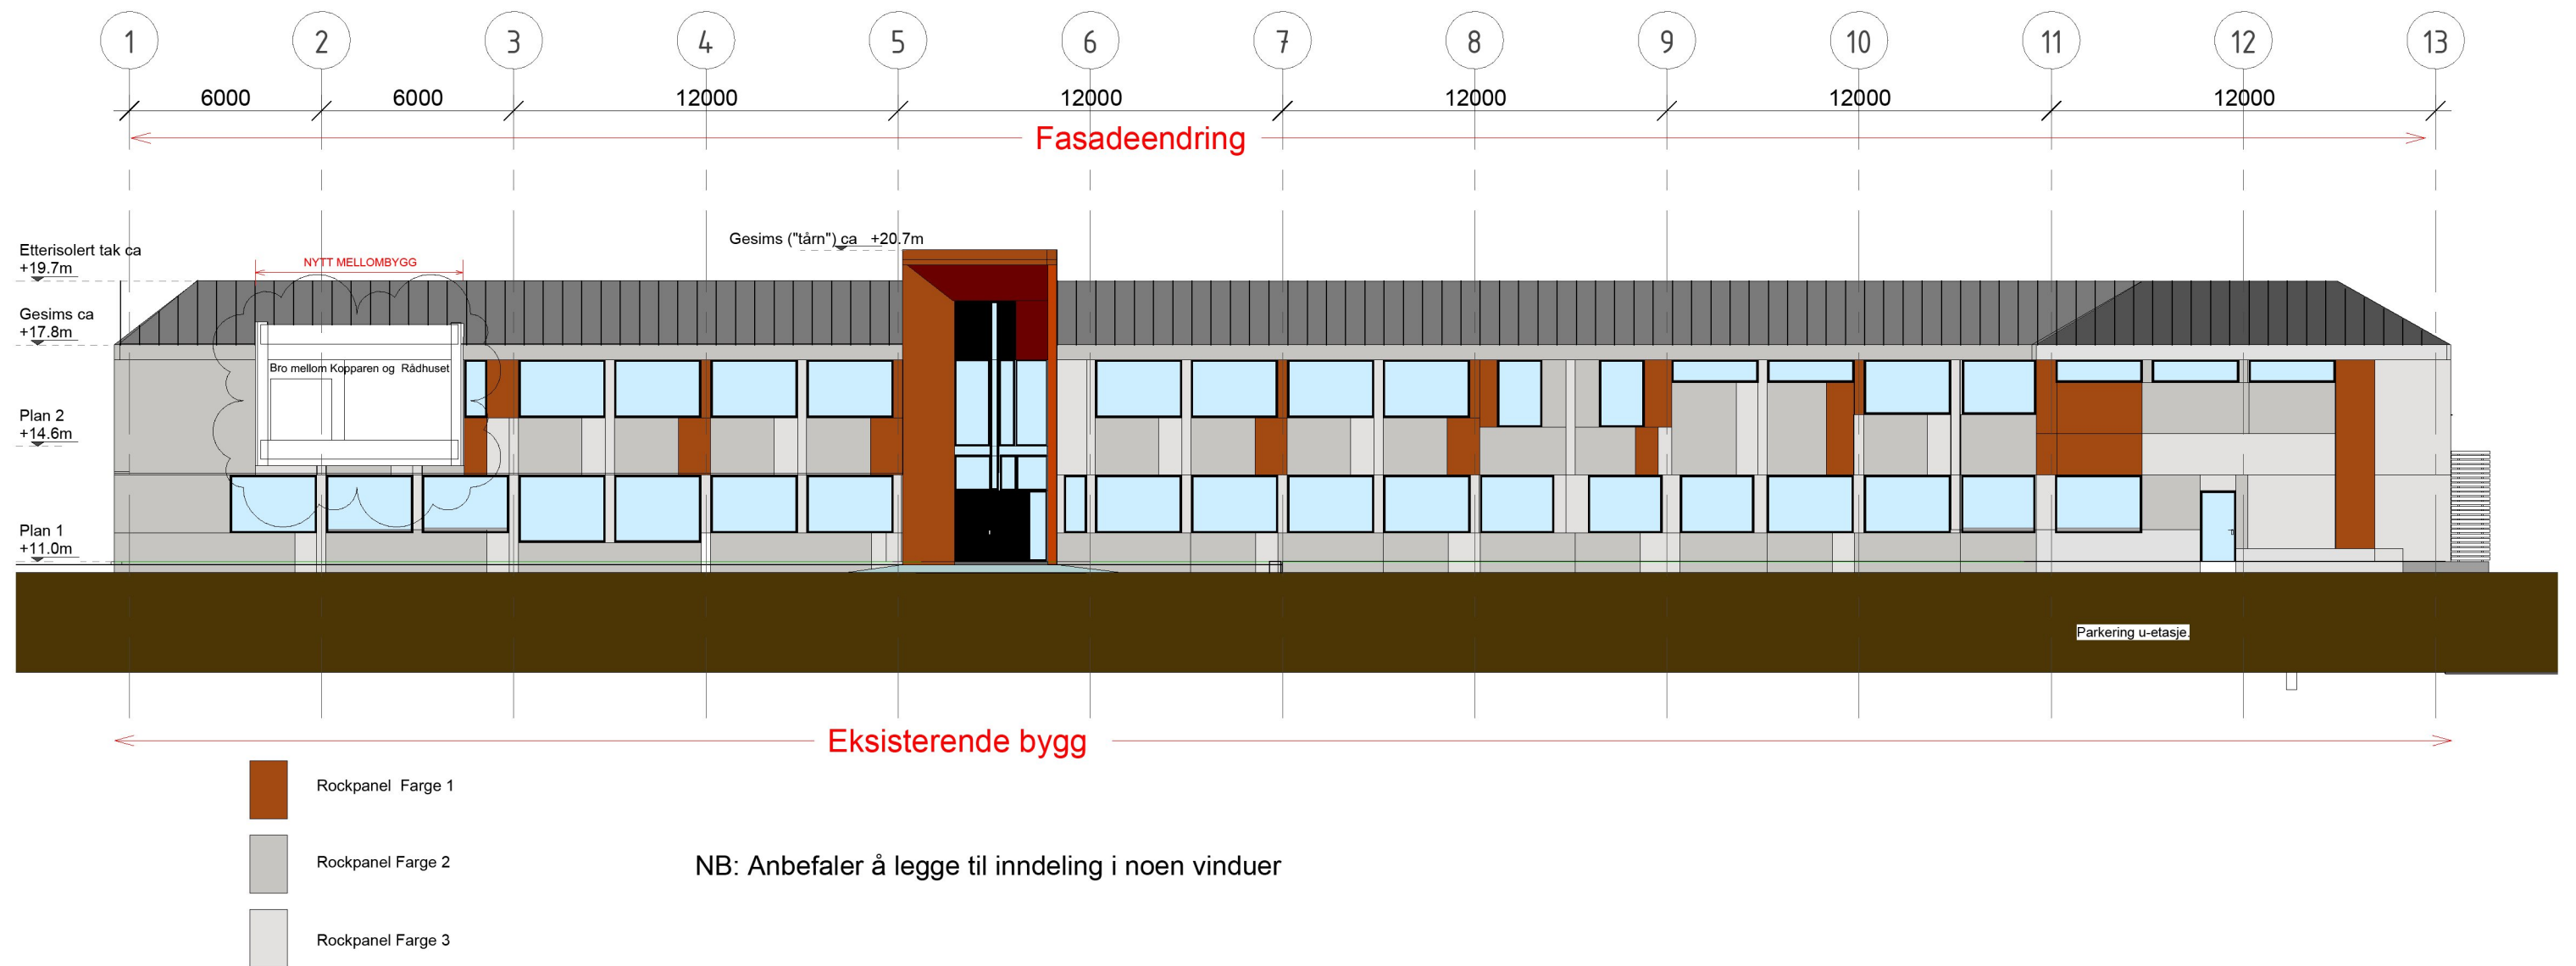 1 2 3 4 5 6 7 8 9 10 11 12 13
6000 6000 12000 12000 12000 12000 12000
Fasadeendring
Gesims ("tårn") ca +20.7m
Etterisolert tak ca
+19.7m
NYTT MELLOMBYGG
Gesims ca
+17.8m
Bro mellom Kopparen og Rådhuset
Plan 2
+14.6m
Plan 1
+11.0m
Parkering u-etasje.
Eksisterende bygg
Rockpanel Farge 1
Rockpanel Farge 2
NB: Anbefaler å legge til inndeling i noen vinduer
Rockpanel Farge 3